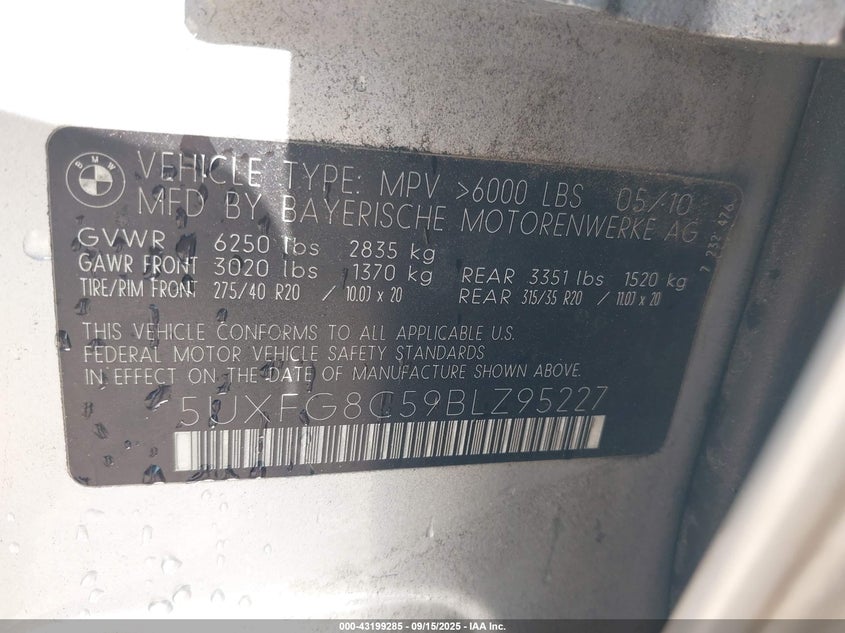 BMW
VEHICLE TYPE: MPV >6000 LBS 05/10
MFD BY BAYERISCHE MOTORENWERKE AG
GVWR 6250 lbs 2835 kg
GAWR FRONT 3020 lbs 1370 kg REAR 3351 lbs 1520 kg
TIRE/RIM FRONT 275/40 R20 / 10.0J x 20 REAR 315/35 R20 / 11.0J x 20
THIS VEHICLE CONFORMS TO ALL APPLICABLE U.S.
FEDERAL MOTOR VEHICLE SAFETY STANDARDS
IN EFFECT ON THE DATE OF MANUFACTURE SHOWN ABOVE.
5UXFG8C59BLZ95227
7 232 476
000-43199285 - 09/15/2025 - IAA Inc.